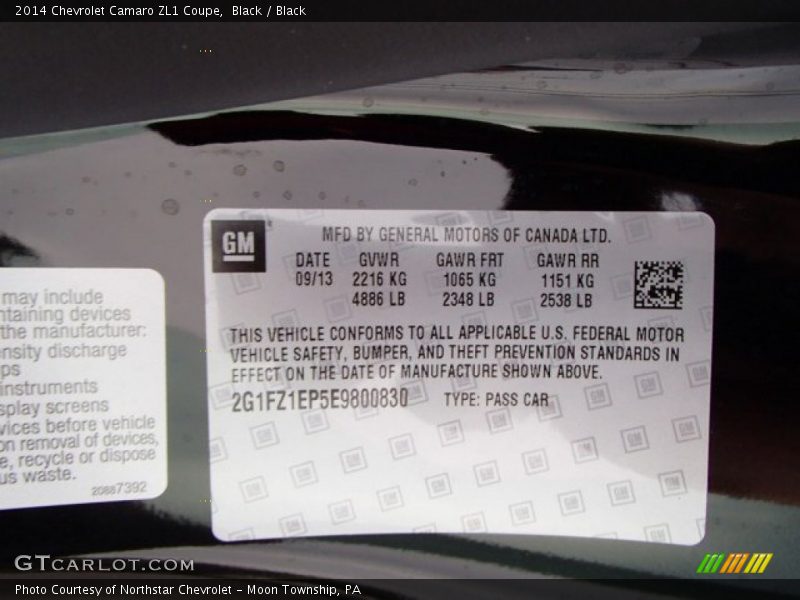 2014 Chevrolet Camaro ZL1 Coupe, Black / Black
GM
MFD BY GENERAL MOTORS OF CANADA LTD.
DATE GVWR GAWR FRT GAWR RR
09/13 2216 KG 1065 KG 1151 KG
4886 LB 2348 LB 2538 LB
THIS VEHICLE CONFORMS TO ALL APPLICABLE U.S. FEDERAL MOTOR
VEHICLE SAFETY, BUMPER, AND THEFT PREVENTION STANDARDS IN
EFFECT ON THE DATE OF MANUFACTURE SHOWN ABOVE.
2G1FZ1EP5E9800830 TYPE: PASS CAR
may include
ntaining devices
the manufacturer:
ensity discharge
ps
instruments
splay screens
vices before vehicle
on removal of devices,
e, recycle or dispose
us waste.
20887392
GTCARLOT.COM
Photo Courtesy of Northstar Chevrolet - Moon Township, PA